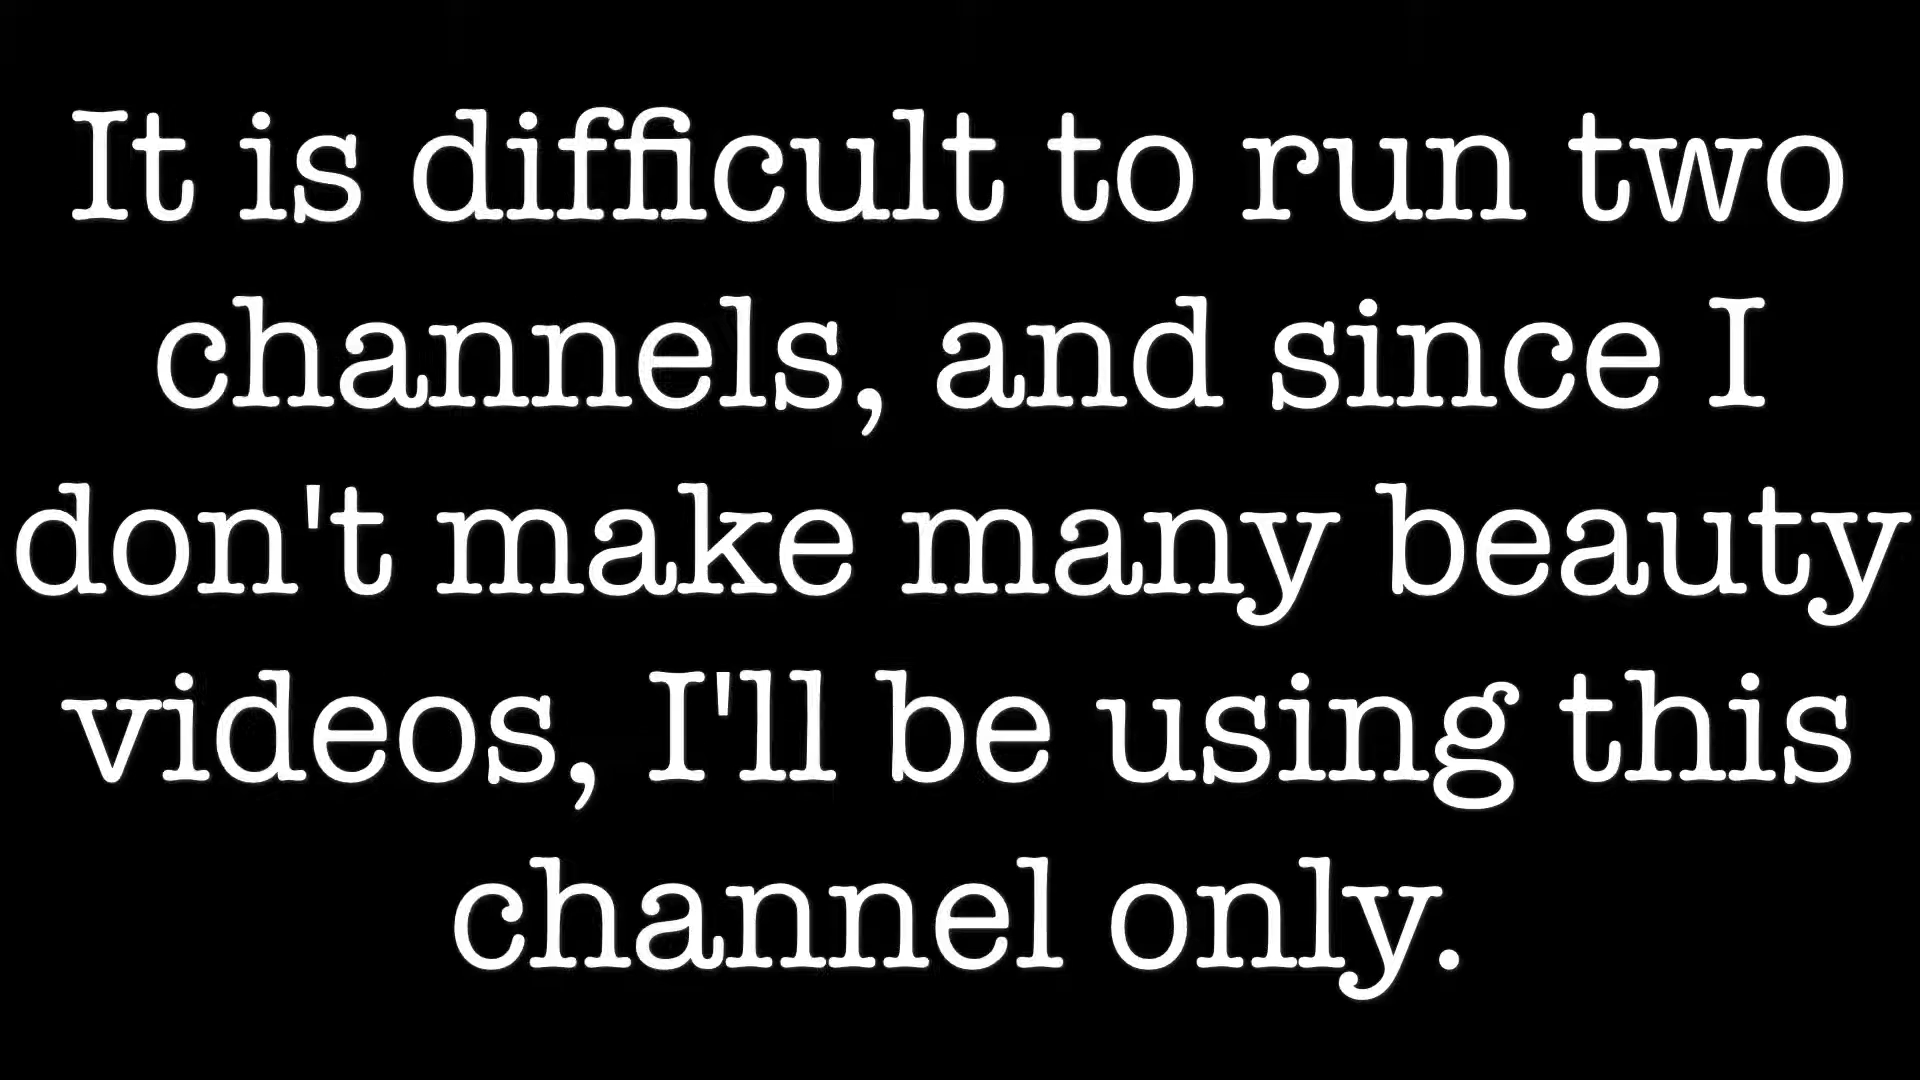 It is difficult to run two
channels, and since I
don't make many beauty
videos, I'll be using this
channel only.